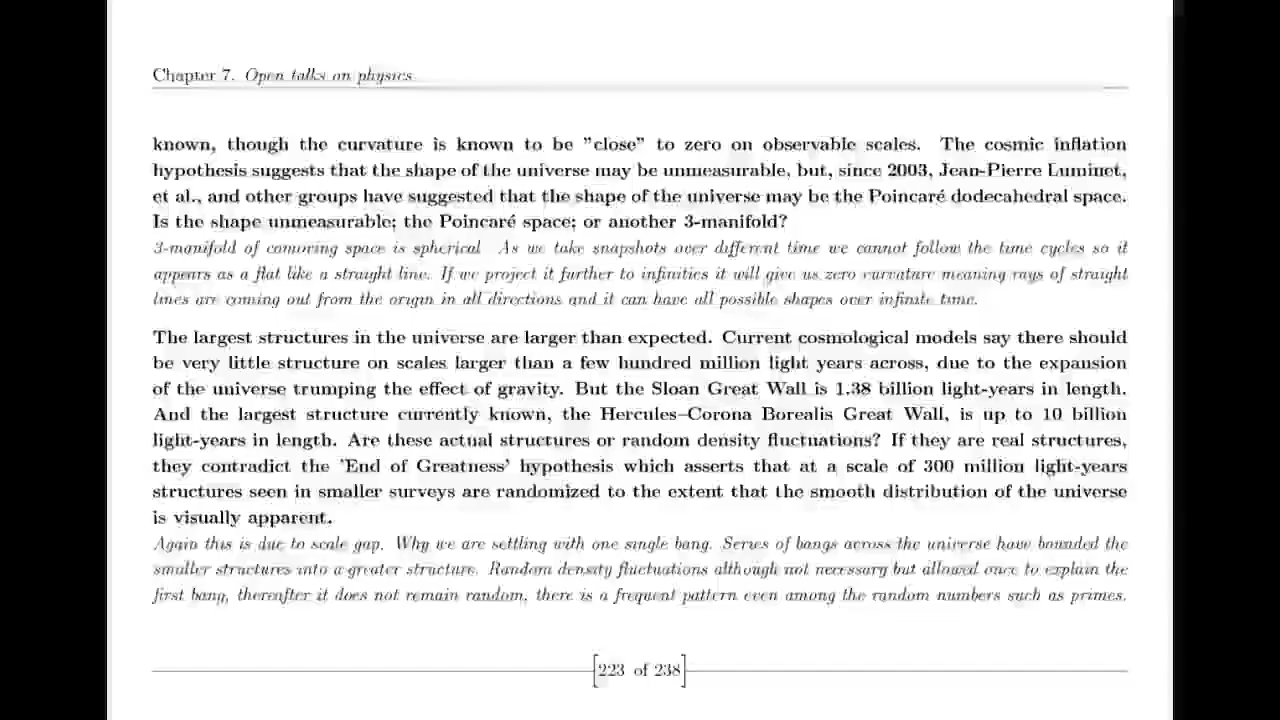 Chapter 7. Open talks on physics
known, though the curvature is known to be ”close” to zero on observable scales. The cosmic inflation
hypothesis suggests that the shape of the universe may be unmeasurable, but, since 2003, Jean-Pierre Luminet,
et al., and other groups have suggested that the shape of the universe may be the Poincaré dodecahedral space.
Is the shape unmeasurable; the Poincaré space; or another 3-manifold?
3-manifold of comoving space is spherical. As we take snapshots over different time we cannot follow the time cycles so it
appears as a flat like a straight line. If we project it further to infinities it will give us zero curvature meaning rays of straight
lines are coming out from the origin in all directions and it can have all possible shapes over infinite time.
The largest structures in the universe are larger than expected. Current cosmological models say there should
be very little structure on scales larger than a few hundred million light years across, due to the expansion
of the universe trumping the effect of gravity. But the Sloan Great Wall is 1.38 billion light-years in length.
And the largest structure currently known, the Hercules–Corona Borealis Great Wall, is up to 10 billion
light-years in length. Are these actual structures or random density fluctuations? If they are real structures,
they contradict the ’End of Greatness’ hypothesis which asserts that at a scale of 300 million light-years
structures seen in smaller surveys are randomized to the extent that the smooth distribution of the universe
is visually apparent.
Again this is due to scale gap. Why we are settling with one single bang. Series of bangs across the universe have bounded the
smaller structures into a greater structure. Random density fluctuations although not necessary but allowed once to explain the
first bang, thereafter it does not remain random, there is a frequent pattern even among the random numbers such as primes.
223 of 238